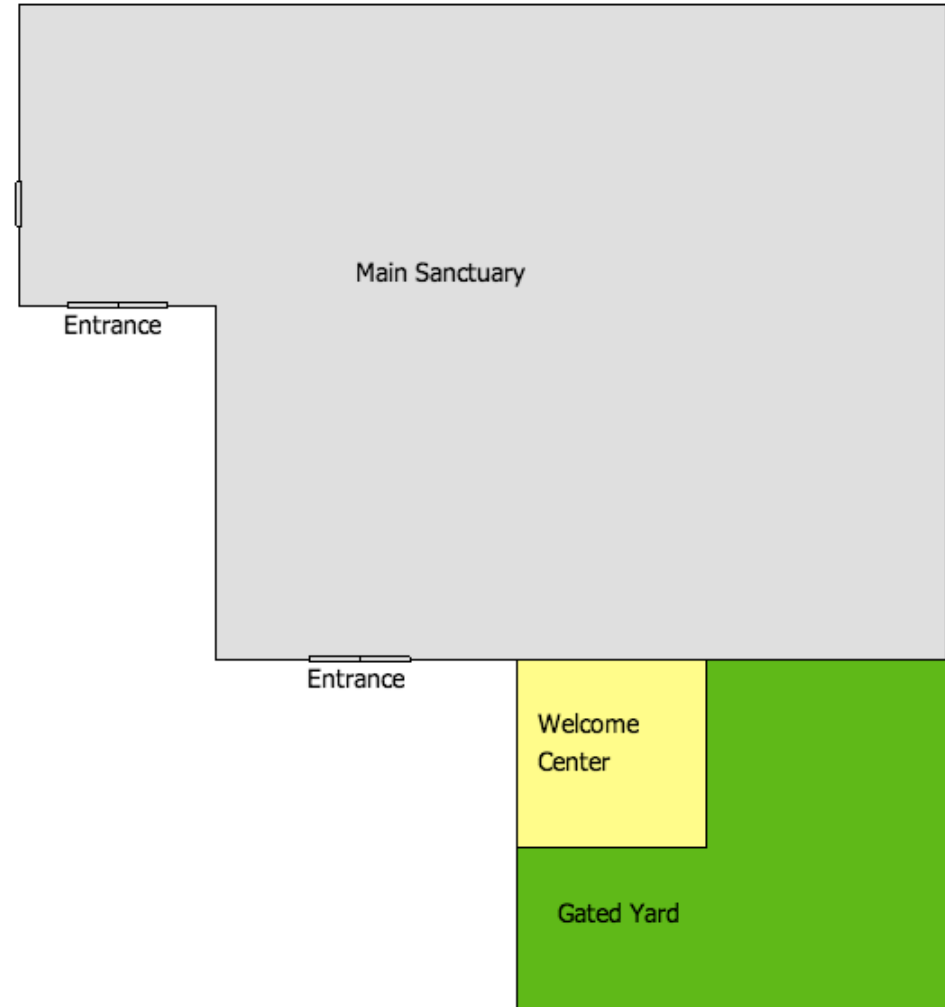 Main Sanctuary
Entrance
Entrance
Welcome
Center
Gated Yard